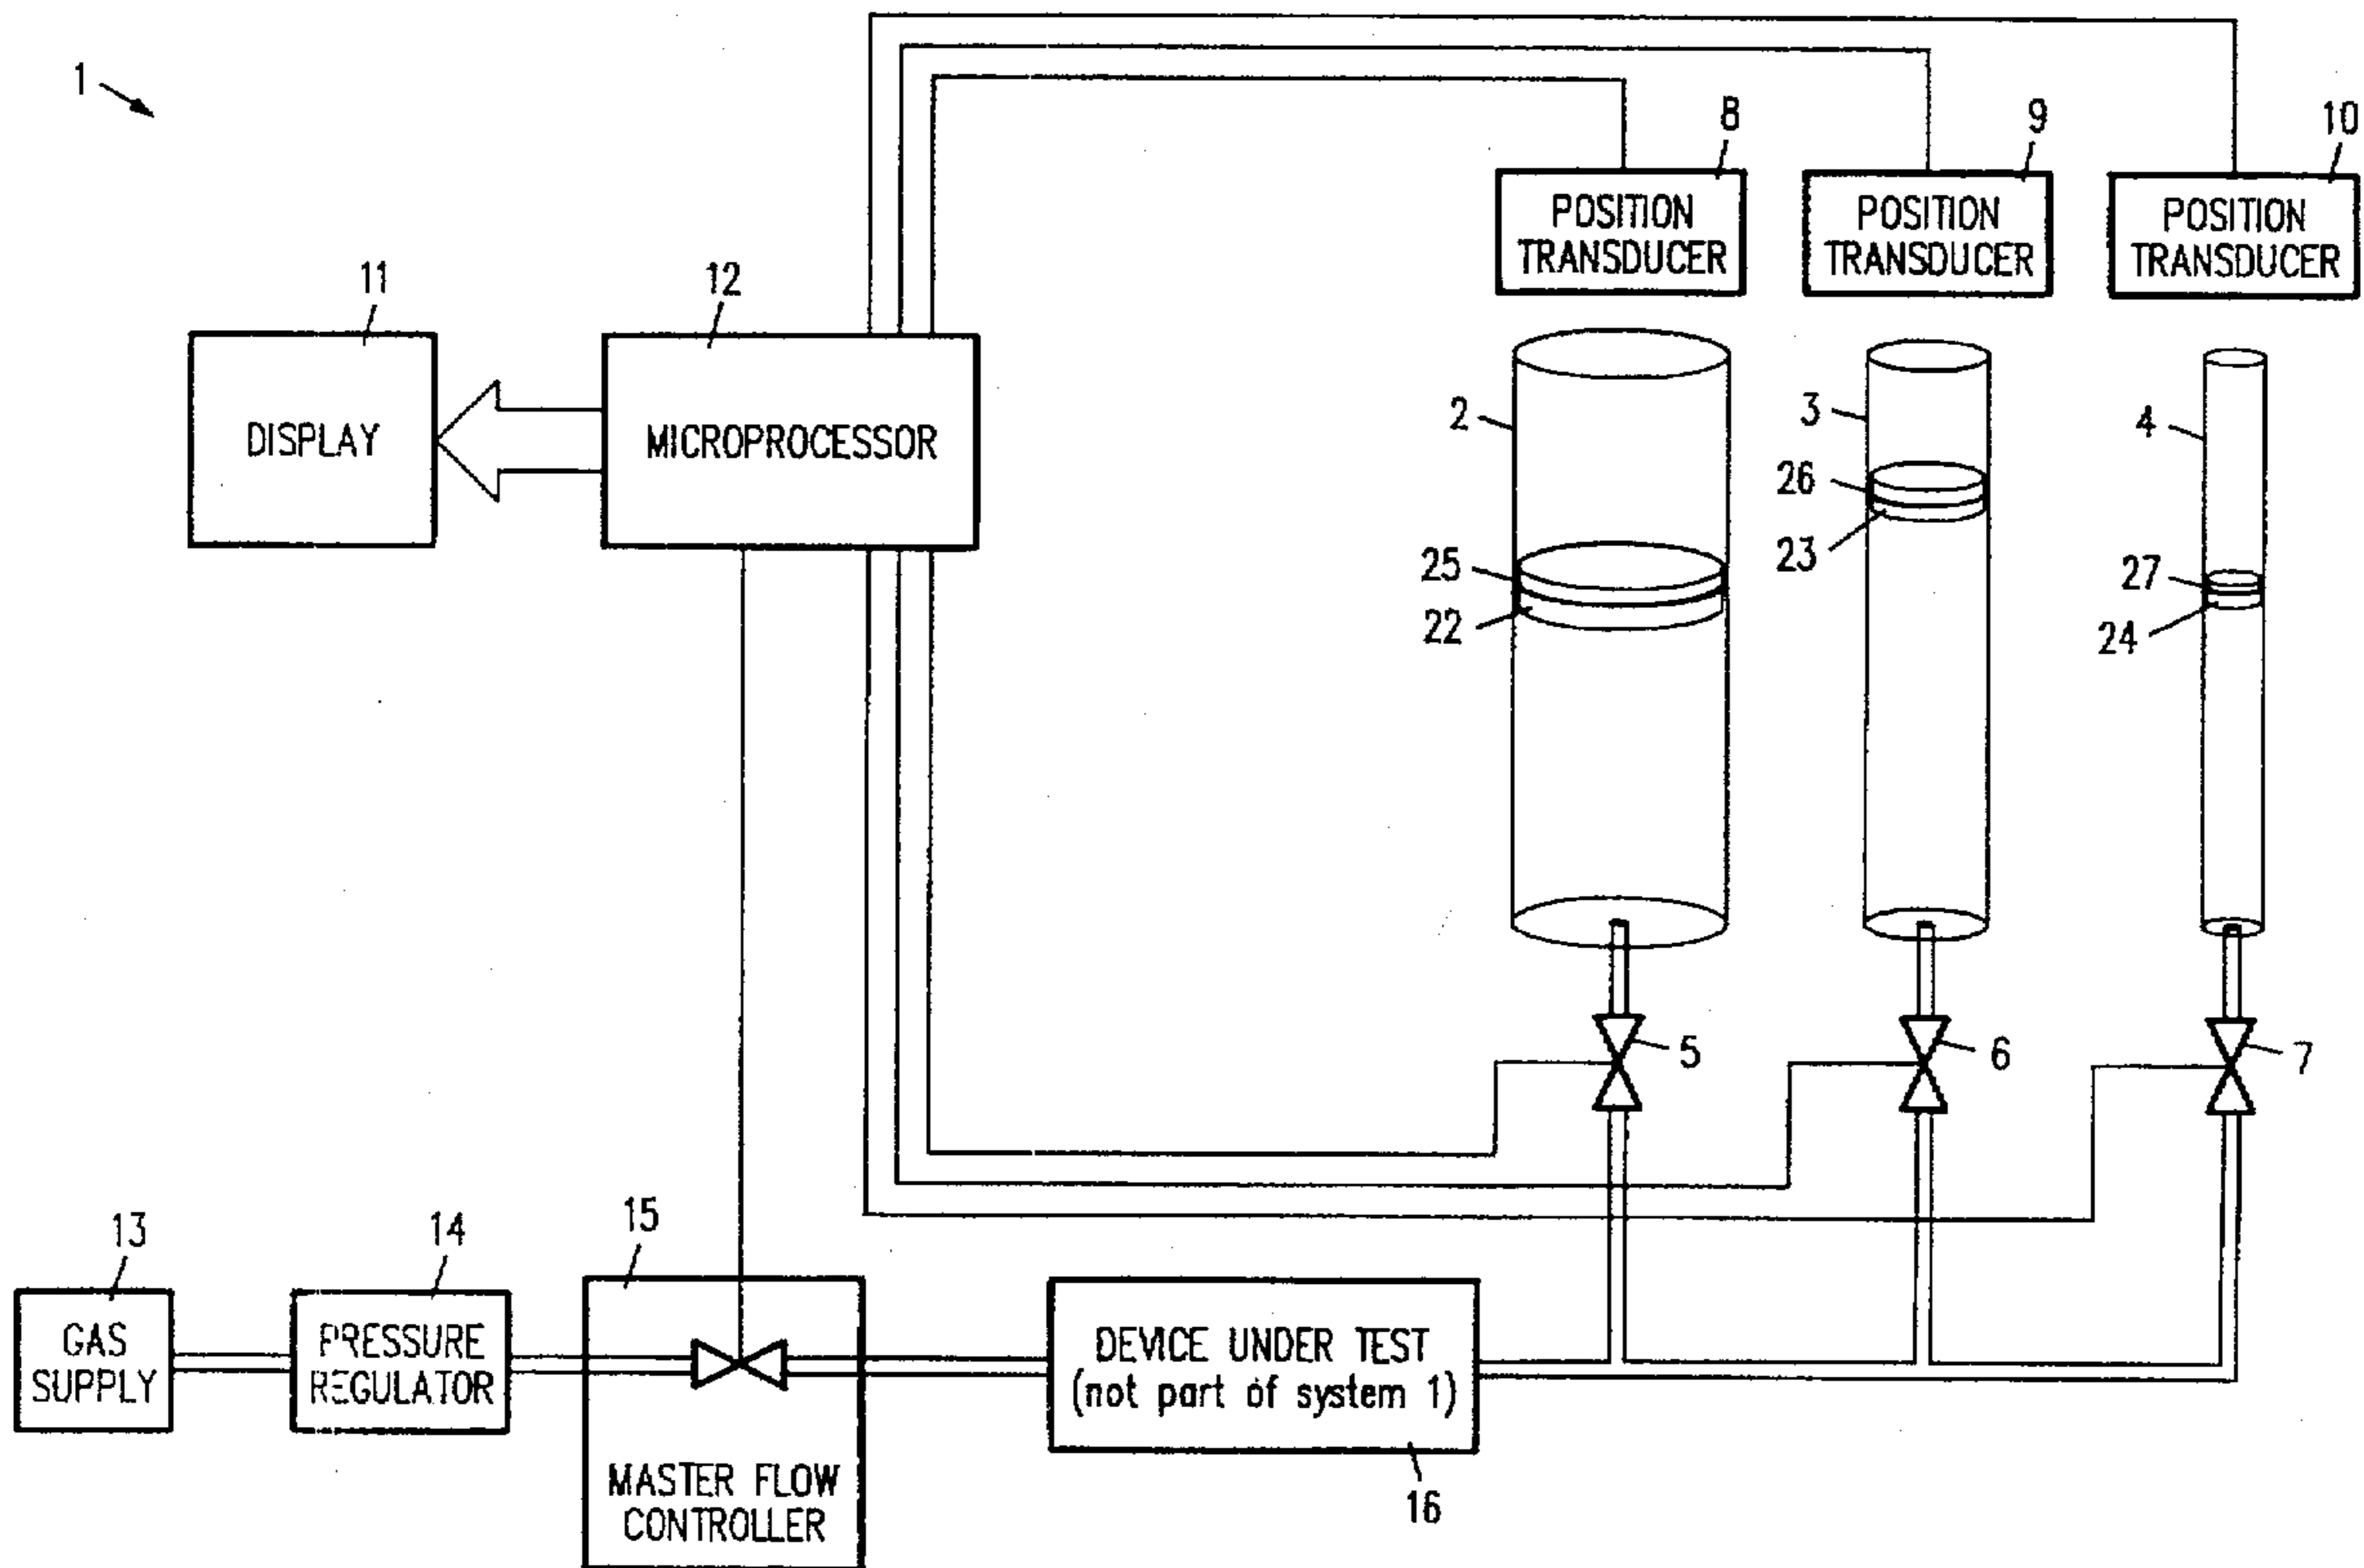 1
8
9
10
POSITION
TRANSDUCER
POSITION
TRANSDUCER
POSITION
TRANSDUCER
11
12
DISPLAY
MICROPROCESSOR
2
3
4
26
23
25
22
27
24
5
6
7
13
14
15
GAS
SUPPLY
PRESSURE
REGULATOR
MASTER FLOW
CONTROLLER
DEVICE UNDER TEST
(not part of system 1)
16